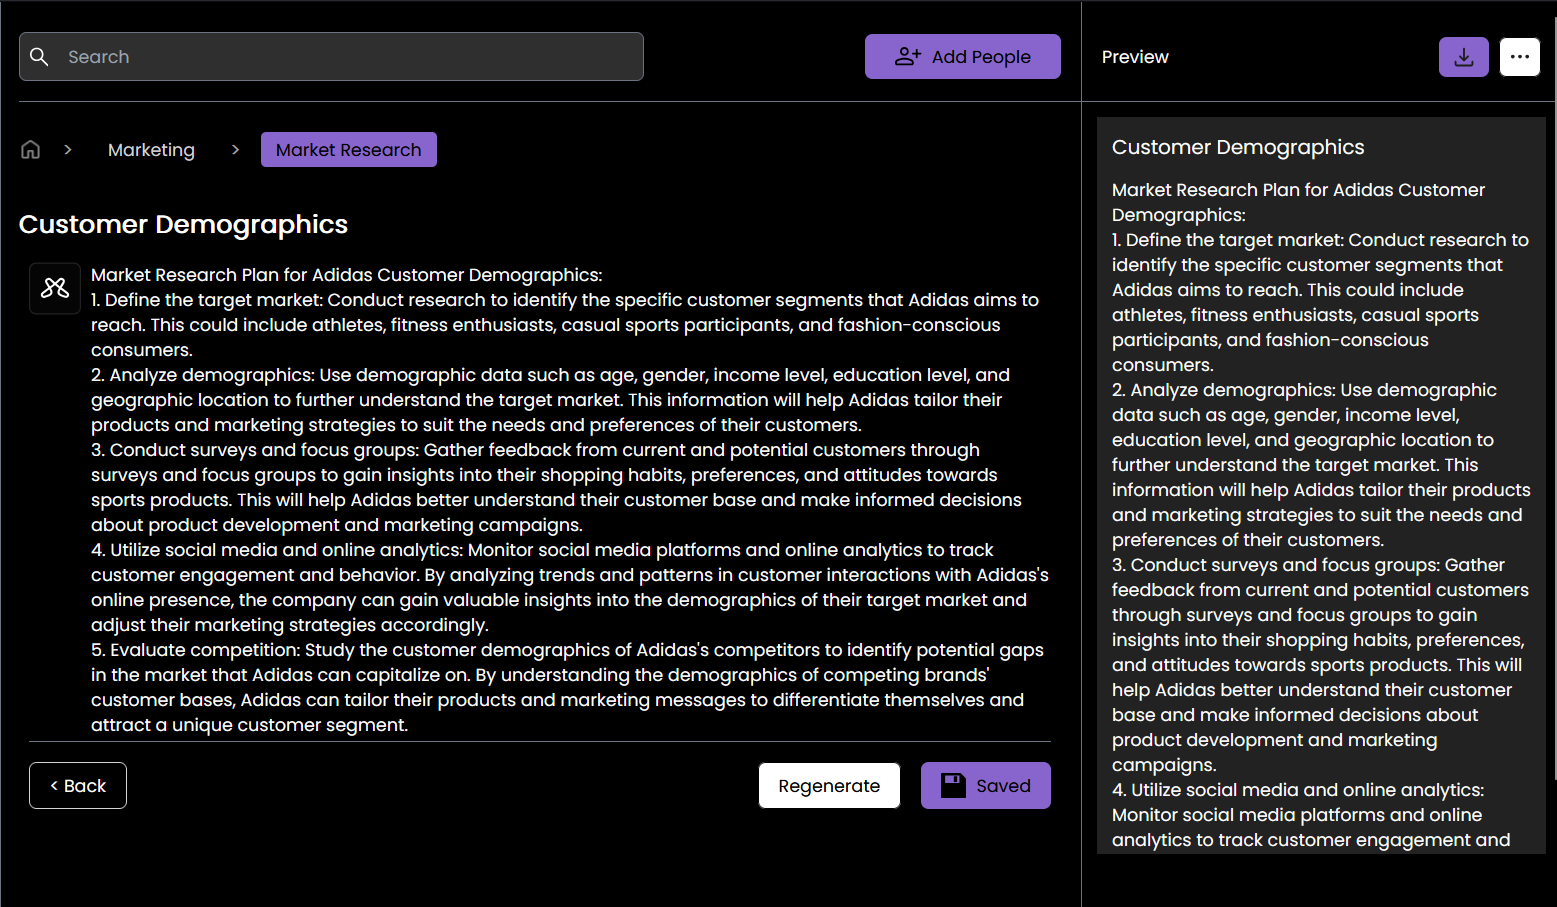 Search
Add People
Preview
Marketing
Market Research
Customer Demographics
Market Research Plan for Adidas Customer Demographics:
1. Define the target market: Conduct research to identify the specific customer segments that Adidas aims to
reach. This could include athletes, fitness enthusiasts, casual sports participants, and fashion-conscious
consumers.
2. Analyze demographics: Use demographic data such as age, gender, income level, education level, and
geographic location to further understand the target market. This information will help Adidas tailor their
products and marketing strategies to suit the needs and preferences of their customers.
3. Conduct surveys and focus groups: Gather feedback from current and potential customers through
surveys and focus groups to gain insights into their shopping habits, preferences, and attitudes towards
sports products. This will help Adidas better understand their customer base and make informed decisions
about product development and marketing campaigns.
4. Utilize social media and online analytics: Monitor social media platforms and online analytics to track
customer engagement and behavior. By analyzing trends and patterns in customer interactions with Adidas's
online presence, the company can gain valuable insights into the demographics of their target market and
adjust their marketing strategies accordingly.
5. Evaluate competition: Study the customer demographics of Adidas's competitors to identify potential gaps
in the market that Adidas can capitalize on. By understanding the demographics of competing brands'
customer bases, Adidas can tailor their products and marketing messages to differentiate themselves and
attract a unique customer segment.
< Back
Regenerate
Saved
Customer Demographics
Market Research Plan for Adidas Customer
Demographics:
1. Define the target market: Conduct research to
identify the specific customer segments that
Adidas aims to reach. This could include
athletes, fitness enthusiasts, casual sports
participants, and fashion-conscious
consumers.
2. Analyze demographics: Use demographic
data such as age, gender, income level,
education level, and geographic location to
further understand the target market. This
information will help Adidas tailor their products
and marketing strategies to suit the needs and
preferences of their customers.
3. Conduct surveys and focus groups: Gather
feedback from current and potential customers
through surveys and focus groups to gain
insights into their shopping habits, preferences,
and attitudes towards sports products. This will
help Adidas better understand their customer
base and make informed decisions about
product development and marketing
campaigns.
4. Utilize social media and online analytics:
Monitor social media platforms and online
analytics to track customer engagement and